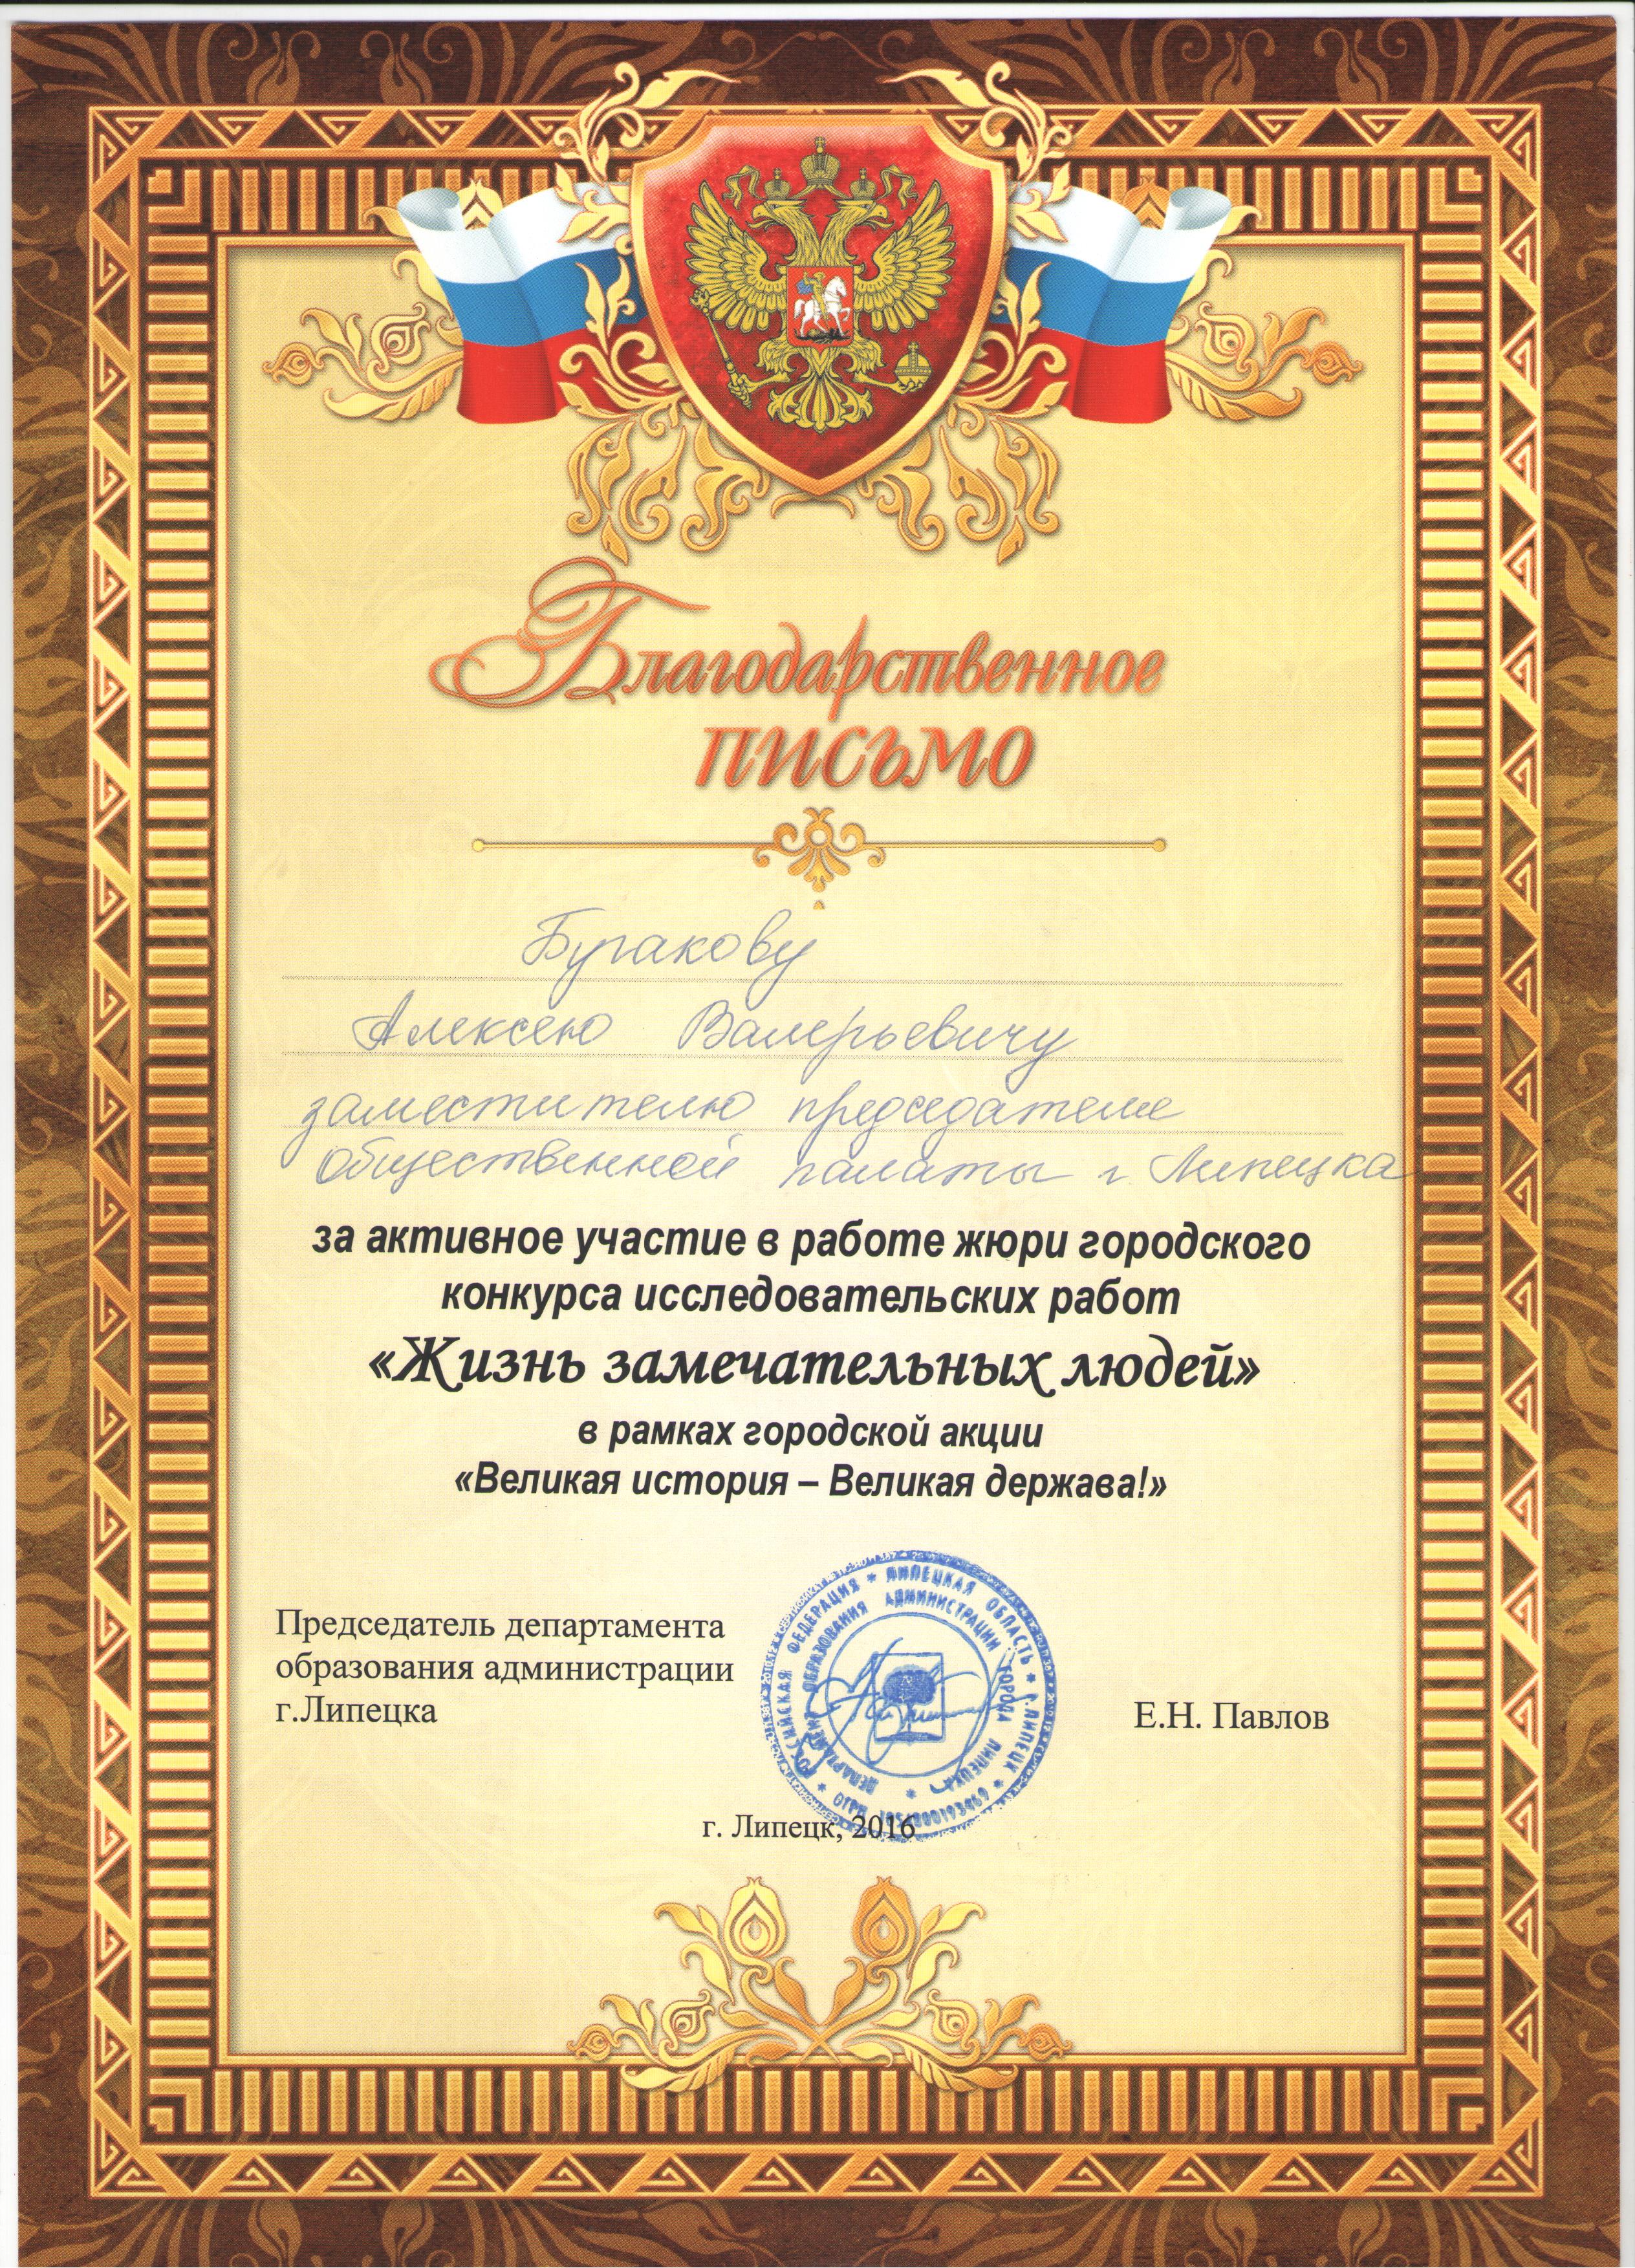 Благодарственное
письмо
Бугакову
Алексею Валерьевичу
заместителю председателя
общественной палаты г. Липецка
за активное участие в работе жюри городского
конкурса исследовательских работ
«Жизнь замечательных людей»
в рамках городской акции
«Великая история – Великая держава!»
Председатель департамента
образования администрации
г.Липецка
Е.Н. Павлов
РОССИЙСКАЯ ФЕДЕРАЦИЯ * ЛИПЕЦКАЯ ОБЛАСТЬ * г.ЛИПЕЦК *
ДЕПАРТАМЕНТ ОБРАЗОВАНИЯ АДМИНИСТРАЦИИ ГОРОДА ЛИПЕЦКА *
г. Липецк, 2016